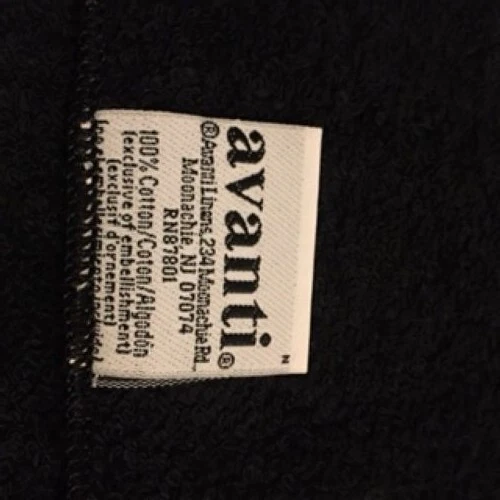 N
avanti®
®Avanti Linens, 234 Moonachie Rd.,
Moonachie, NJ 07074
RN87801
100% Cotton/Coton/Algodón
(exclusive of embellishment)
(exclusif d'ornement)